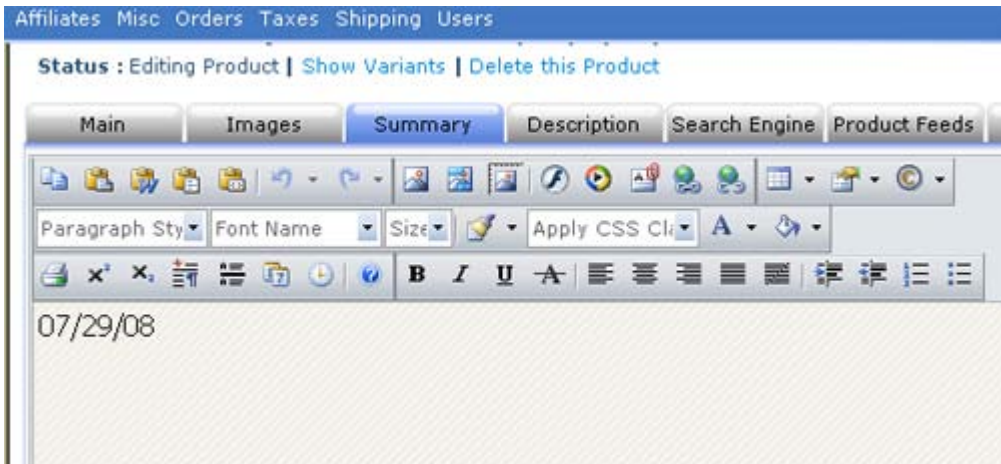 Affiliates Misc Orders Taxes Shipping Users
Status : Editing Product | Show Variants | Delete this Product
Main Images Summary Description Search Engine Product Feeds
Paragraph Sty Font Name Size Apply CSS Cla A
B I U A
07/29/08